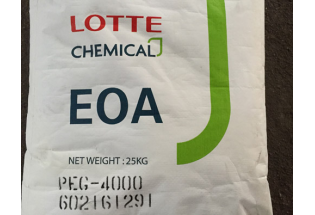 LOTTE
CHEMICAL
EOA
NET WEIGHT : 25KG
PEG-4000
602161291